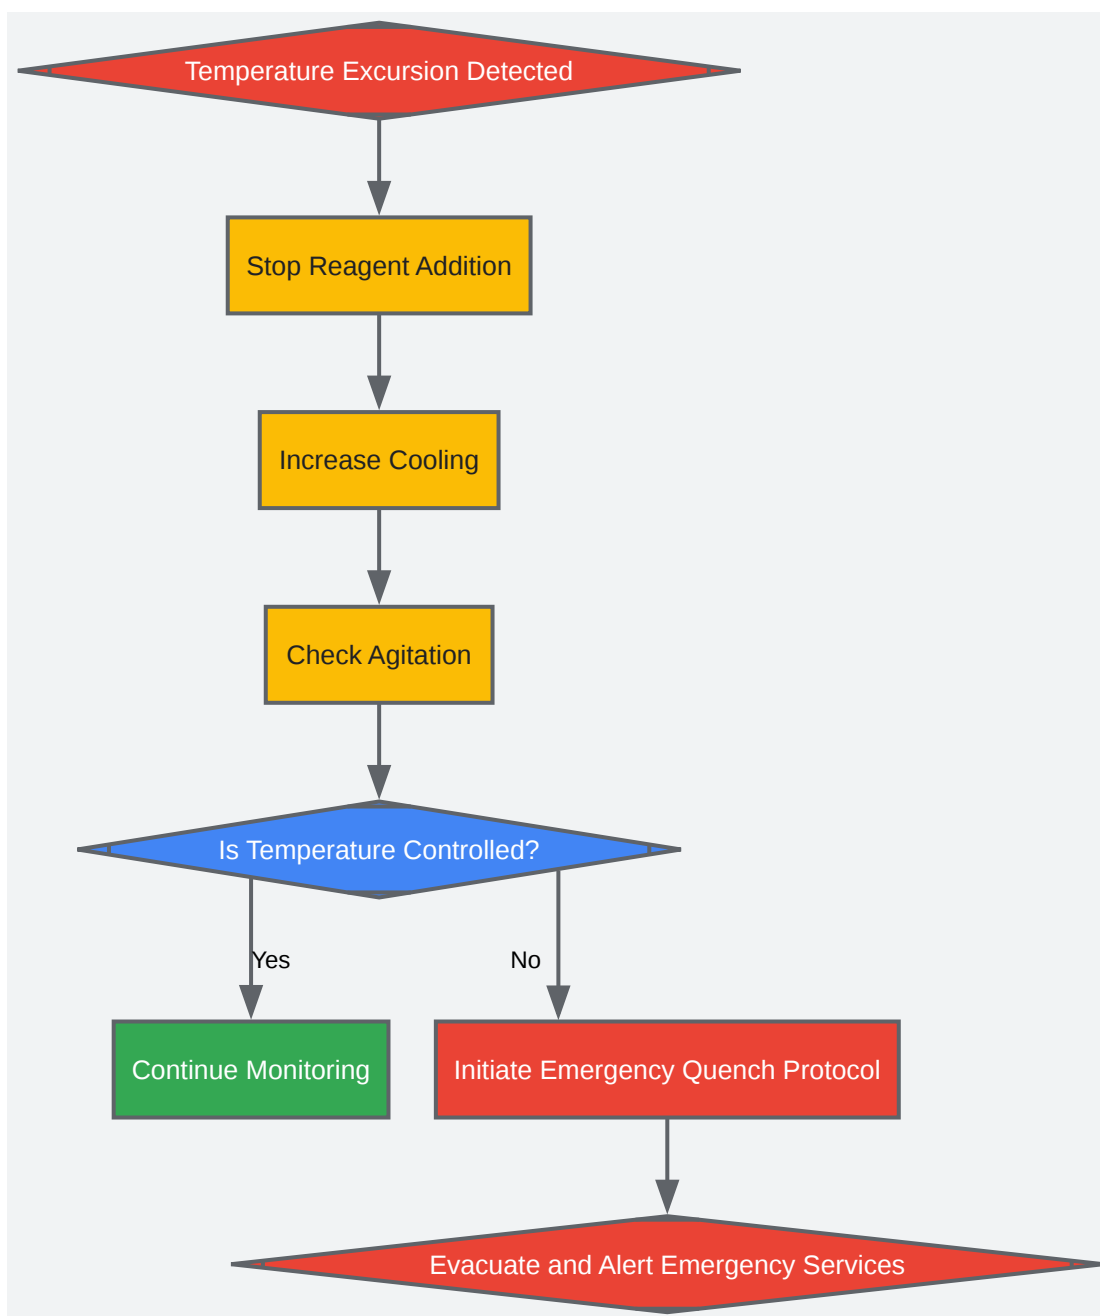 Temperature Excursion Detected
Stop Reagent Addition
Increase Cooling
Check Agitation
Is Temperature Controlled?
Yes
No
Continue Monitoring
Initiate Emergency Quench Protocol
Evacuate and Alert Emergency Services